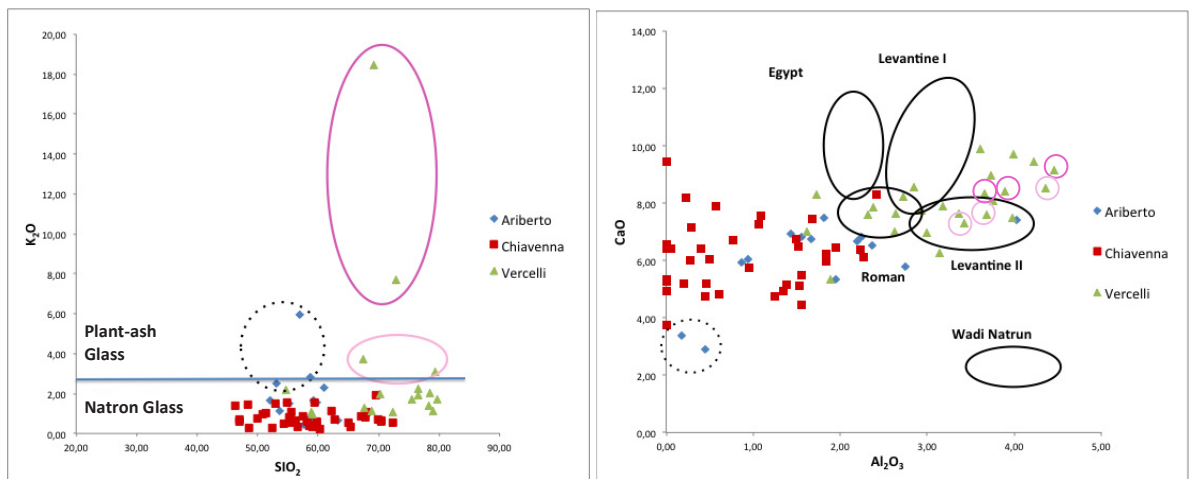 20,00
18,00
16,00
14,00
12,00
10,00
8,00
6,00
4,00
2,00
0,00
K₂O
Plant-ash
Glass
Natron Glass
20,00 30,00 40,00 50,00 60,00 70,00 80,00 90,00
SIO₂
Ariberto
Chiavenna
Vercelli
14,00
12,00
10,00
8,00
6,00
4,00
2,00
0,00
CaO
Egypt
Levantine I
Roman
Levantine II
Wadi Natrun
0,00 1,00 2,00 3,00 4,00 5,00
Al₂O₃
Ariberto
Chiavenna
Vercelli